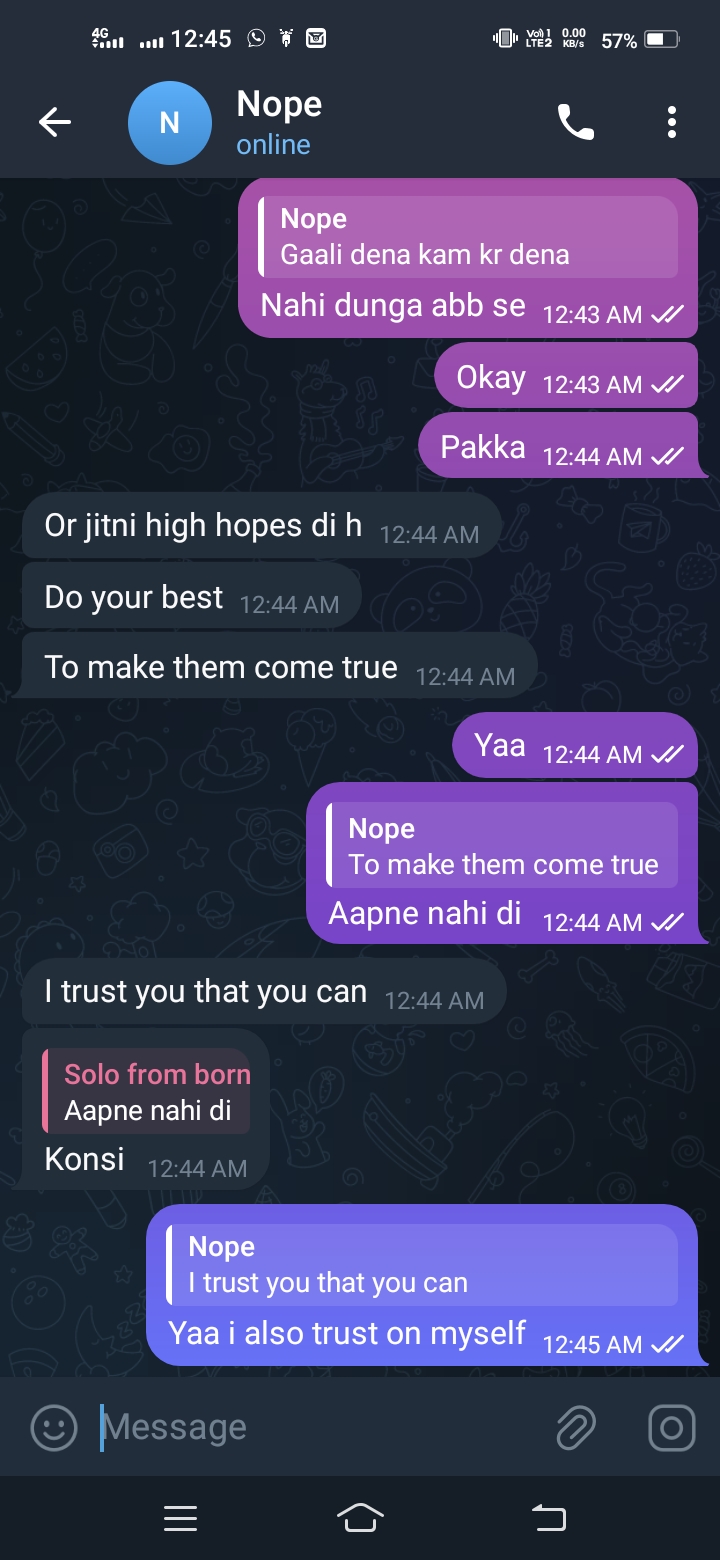 4G 12:45 Vo) 1 LTE2 0.00 KB/s 57%
N
Nope
online
Nope
Gaali dena kam kr dena
Nahi dunga abb se 12:43 AM
Okay 12:43 AM
Pakka 12:44 AM
Or jitni high hopes di h 12:44 AM
Do your best 12:44 AM
To make them come true 12:44 AM
Yaa 12:44 AM
Nope
To make them come true
Aapne nahi di 12:44 AM
I trust you that you can 12:44 AM
Solo from born
Aapne nahi di
Konsi 12:44 AM
Nope
I trust you that you can
Yaa i also trust on myself 12:45 AM
Message